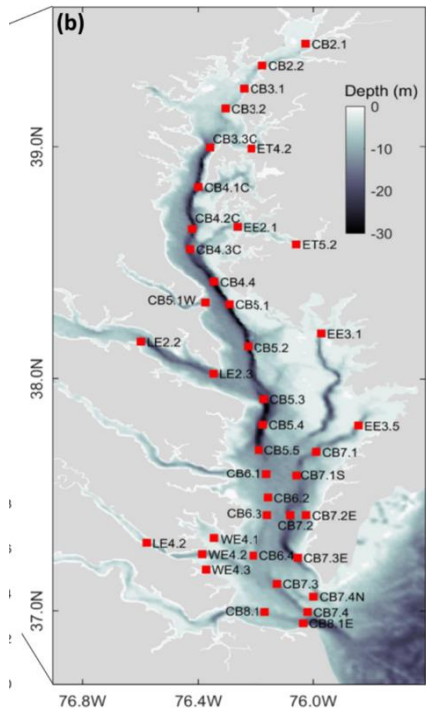 (b)
CB2.1
CB2.2
CB3.1
CB3.2
CB3.3C
ET4.2
CB4.1C
CB4.2C
EE2.1
CB4.3C
ET5.2
CB4.4
CB5.1W
CB5.1
LE2.2
CB5.2
EE3.1
LE2.3
CB5.3
CB5.4
EE3.5
CB5.5
CB7.1
CB6.1
CB7.1S
CB6.2
CB6.3
CB7.2
CB7.2E
LE4.2
WE4.1
WE4.2
CB6.4
CB7.3E
WE4.3
CB7.3
CB7.4N
CB8.1
CB7.4
CB8.1E
Depth (m)
0
-10
-20
-30
39.0N
38.0N
37.0N
76.8W
76.4W
76.0W